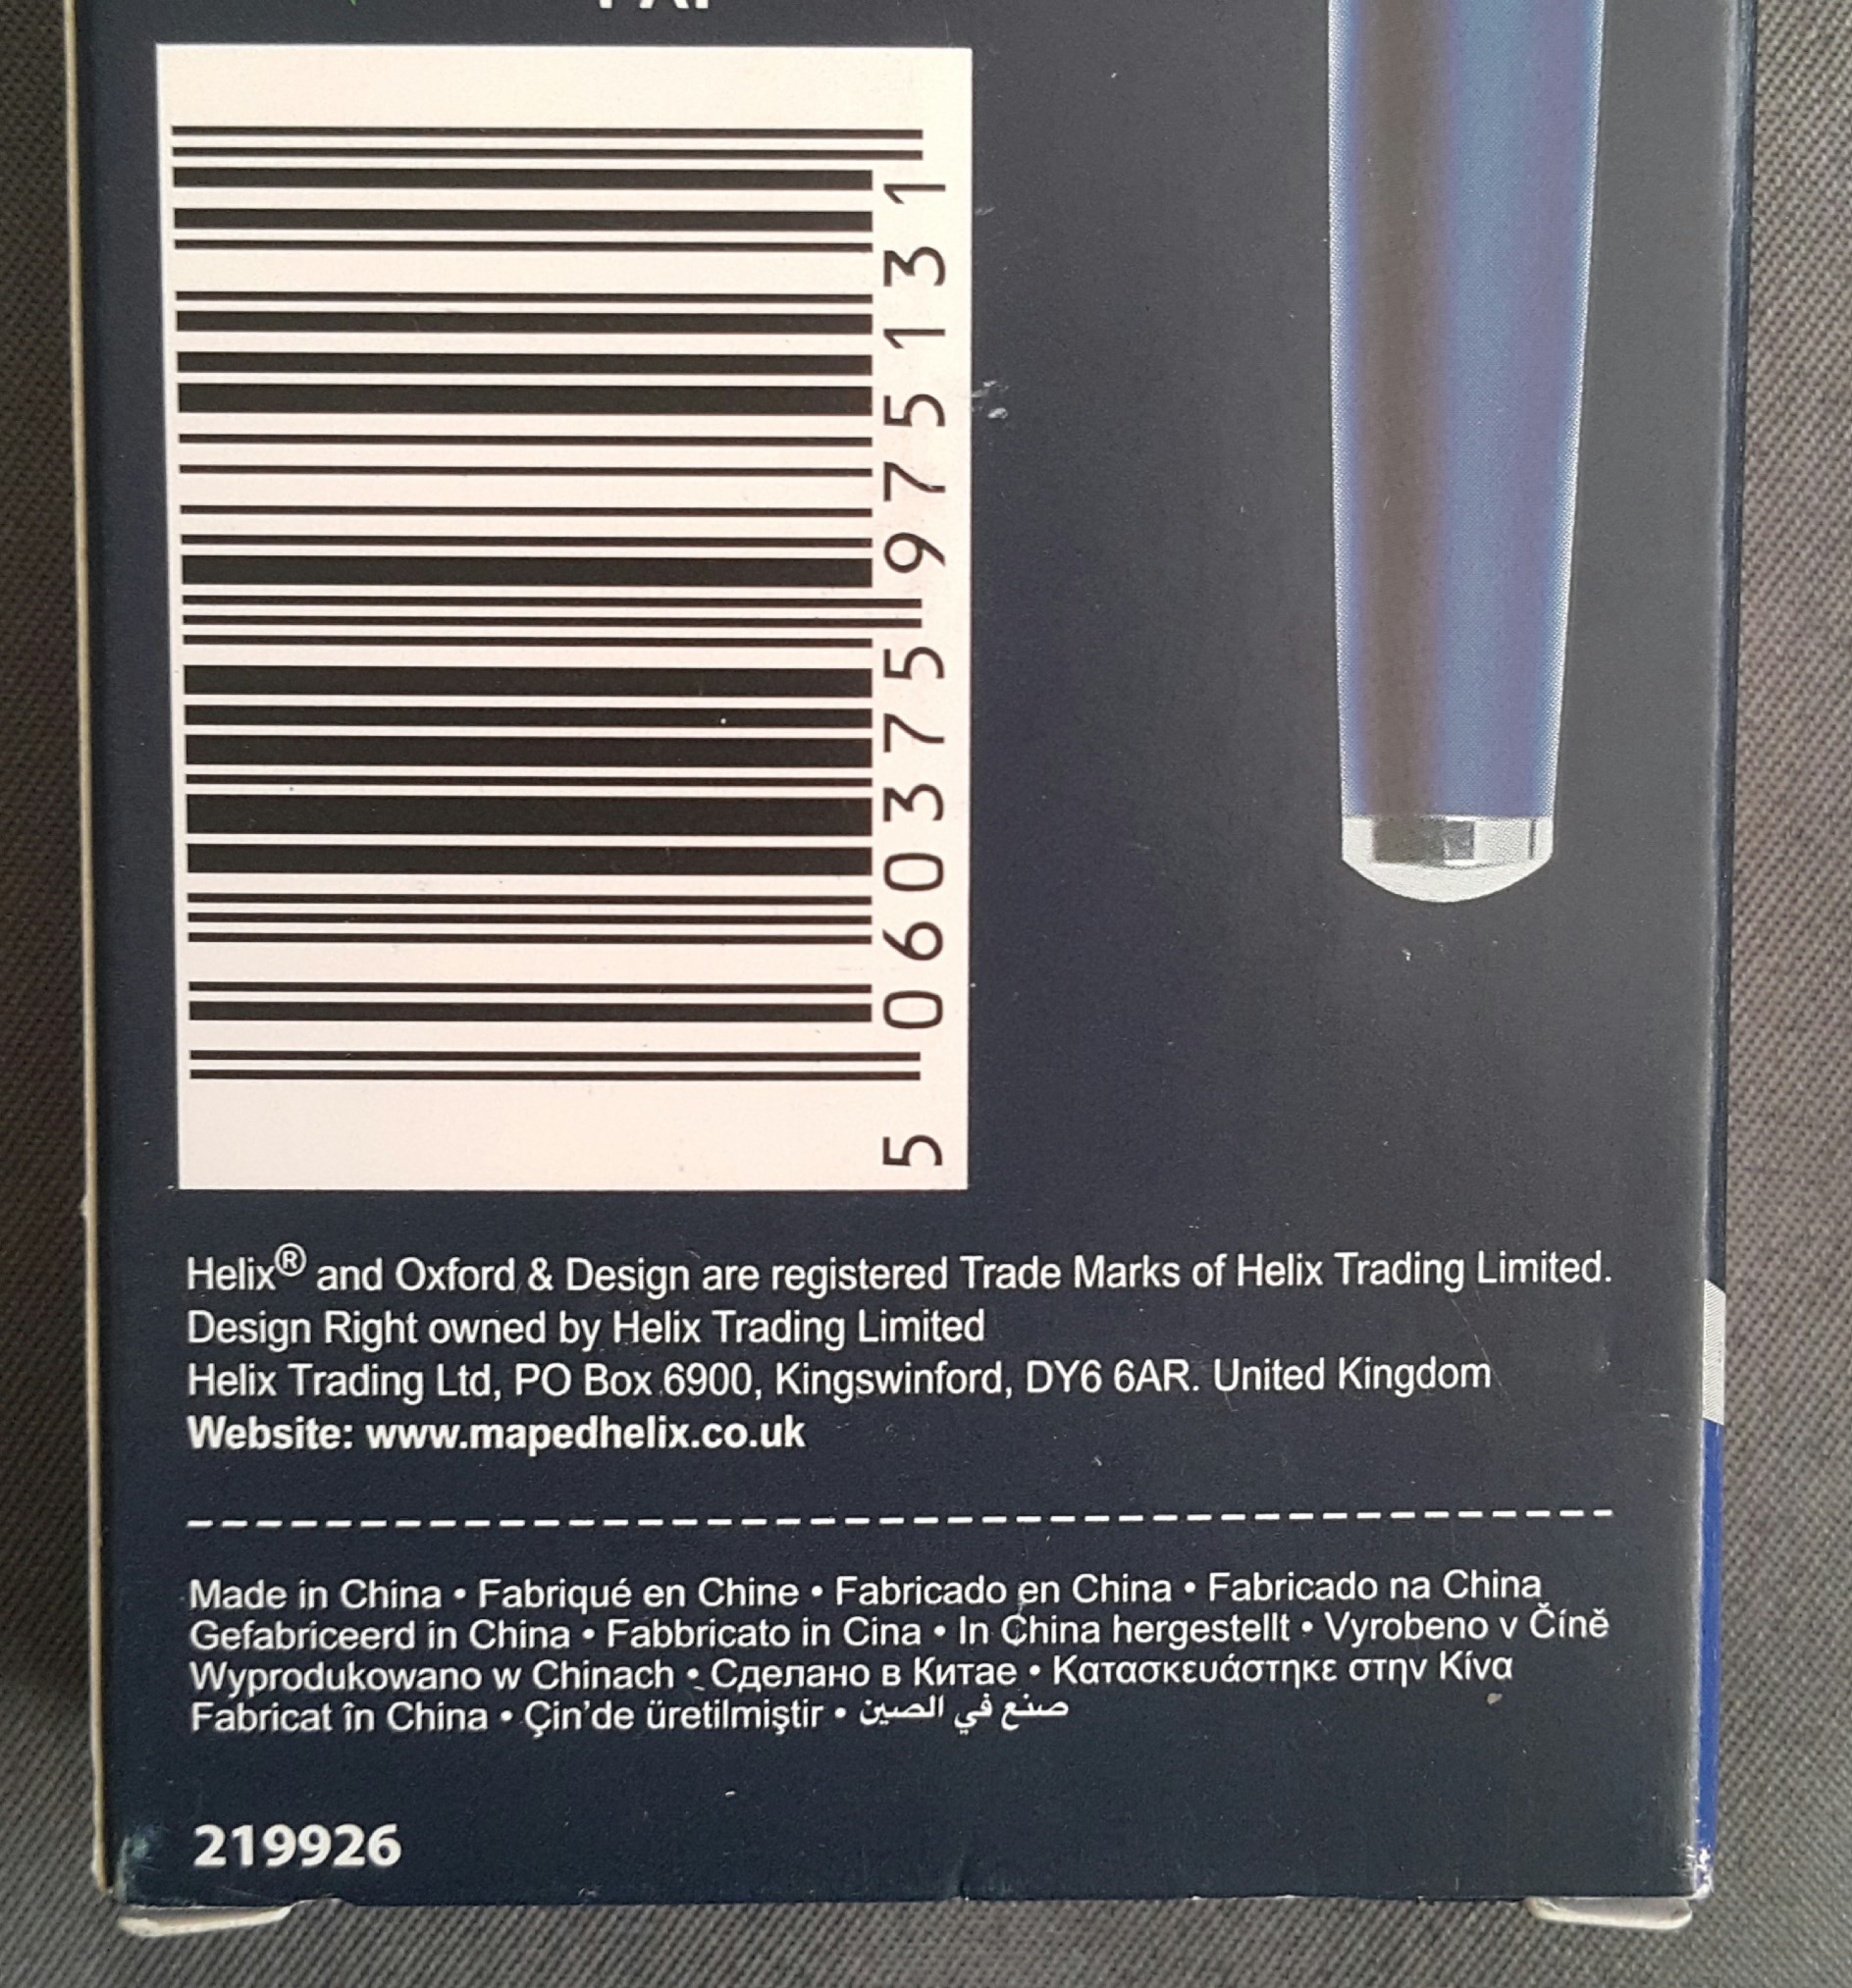 5 060375 975131
Helix® and Oxford & Design are registered Trade Marks of Helix Trading Limited.
Design Right owned by Helix Trading Limited
Helix Trading Ltd, PO Box 6900, Kingswinford, DY6 6AR. United Kingdom
Website: www.mapedhelix.co.uk
Made in China • Fabriqué en Chine • Fabricado en China • Fabricado na China
Gefabriceerd in China • Fabbricato in Cina • In China hergestellt • Vyrobeno v Číně
Wyprodukowano w Chinach • Сделано в Китае • Κατασκευάστηκε στην Κίνα
Fabricat în China • Çin’de üretilmiştir • صنع في الصين
219926